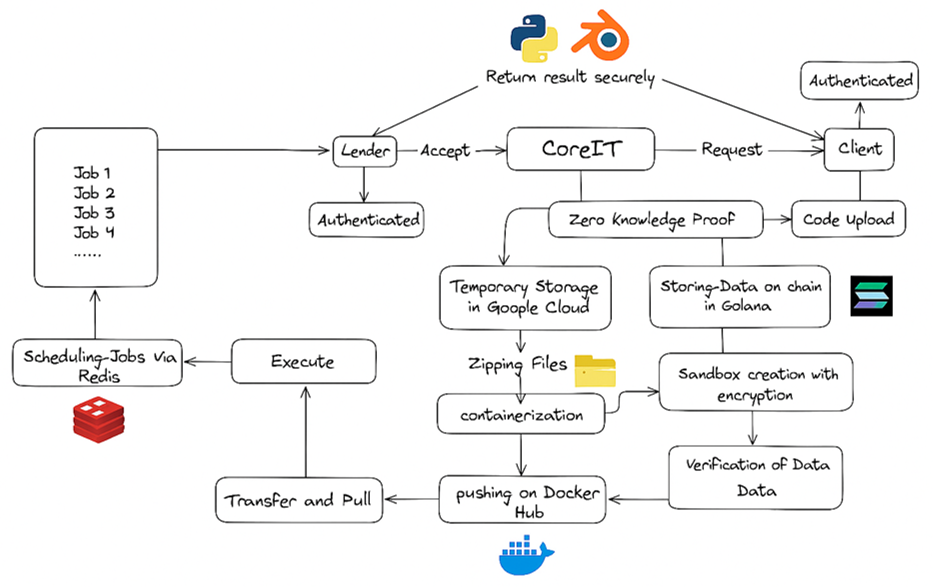 Return result securely
Authenticated
Job 1
Job 2
Job 3
Job 4
......
Lender
Accept
CoreIT
Request
Client
Authenticated
Zero Knowledge Proof
Code Upload
Temporary Storage
in Google Cloud
Storing-Data on chain
in Golana
Scheduling-Jobs Via
Redis
Execute
Zipping Files
Sandbox creation with
encryption
containerization
Verification of Data
Data
Transfer and Pull
pushing on Docker
Hub